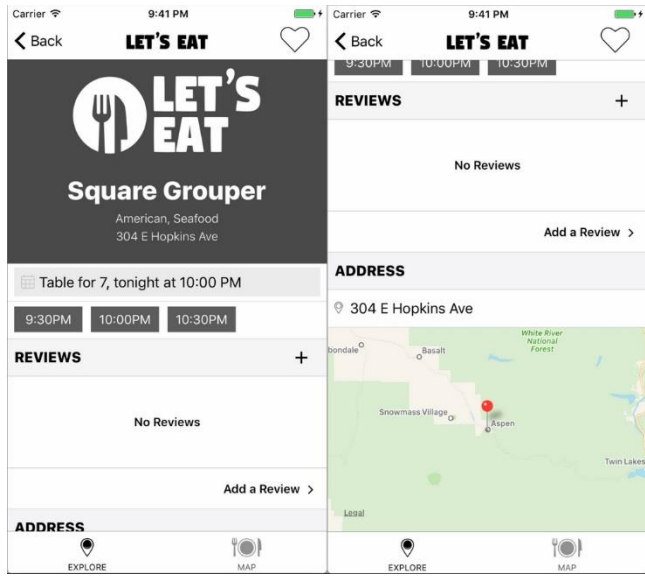 Carrier 9:41 PM
Back LET'S EAT
LET'S
EAT
Square Grouper
American, Seafood
304 E Hopkins Ave
Table for 7, tonight at 10:00 PM
9:30PM 10:00PM 10:30PM
REVIEWS +
No Reviews
Add a Review >
ADDRESS
EXPLORE MAP
Carrier 9:41 PM
Back LET'S EAT
9:30PM 10:00PM 10:30PM
REVIEWS +
No Reviews
Add a Review >
ADDRESS
304 E Hopkins Ave
White River
National
Forest
bondale Basalt
Snowmass Village
Aspen
Twin Lakes
Legal
EXPLORE MAP